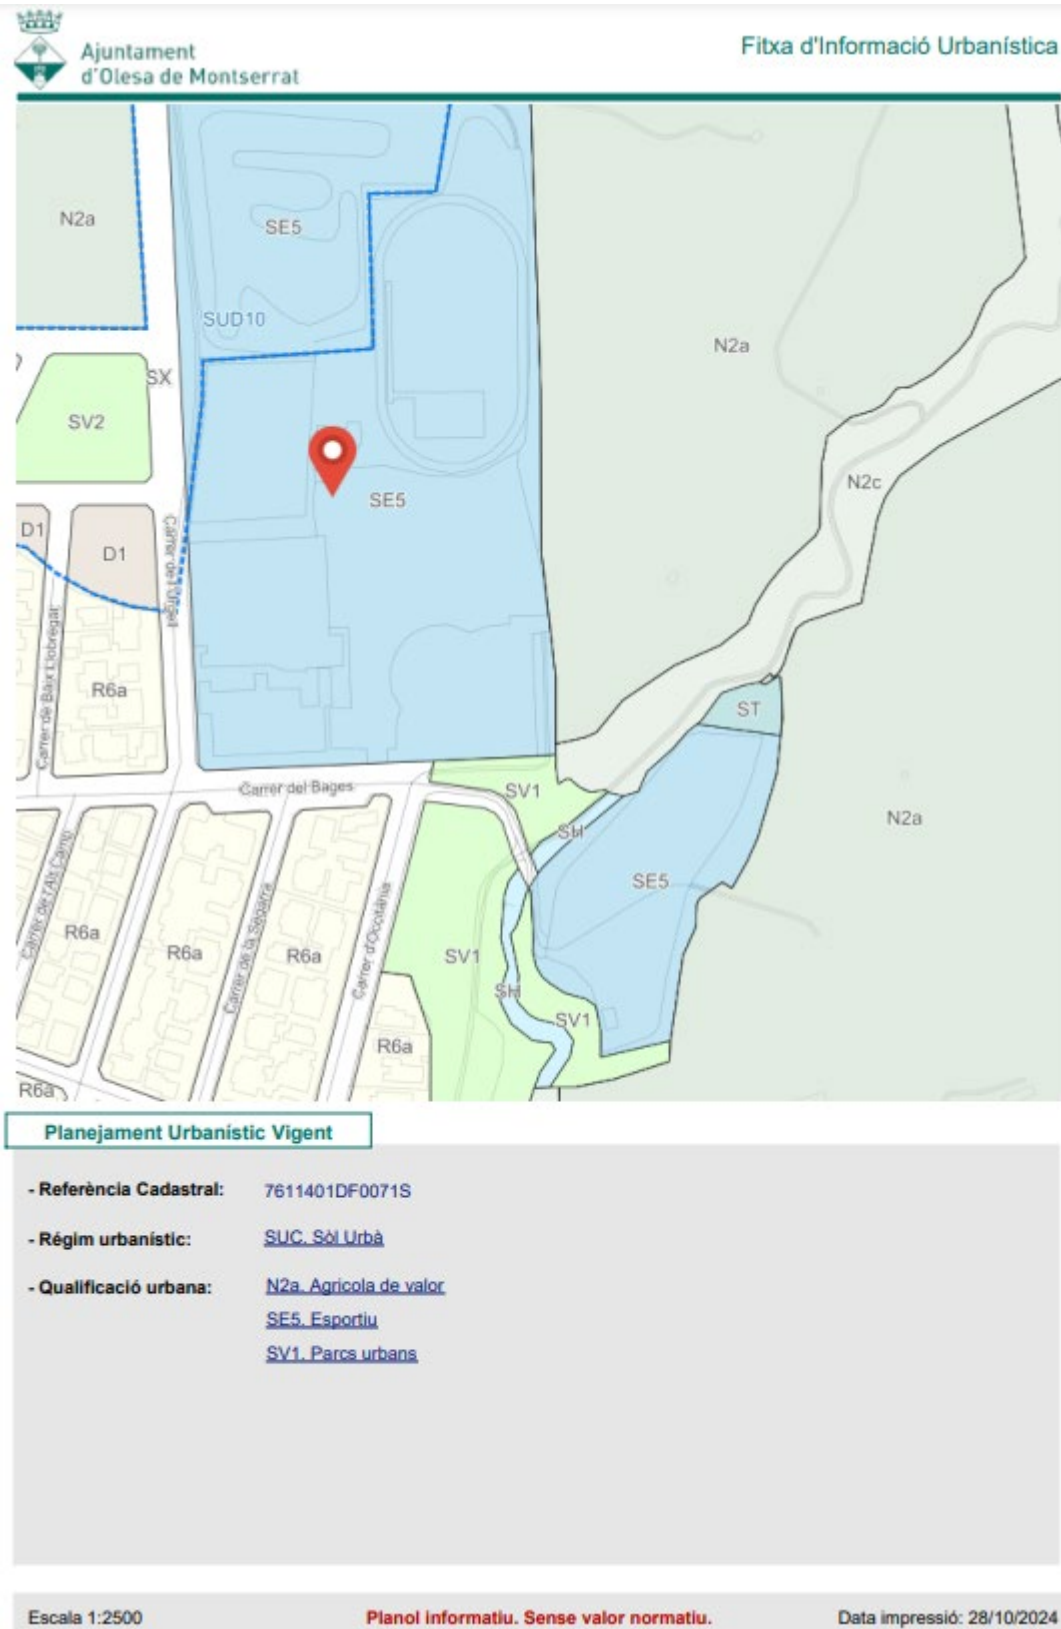 Ajuntament
d'Olesa de Montserrat
Fitxa d'Informació Urbanística
N2a
SE5
SUD10
N2a
SX
SV2
SE5
N2c
D1
D1
Carrer de l'Urgell
Carrer de Baix Llobregat
R6a
ST
Carrer del Bages
SV1
SH
N2a
SE5
Carrer de l'Alt Camp
R6a
R6a
Carrer de la Segarra
R6a
Carrer d'Occitània
SV1
SH
SV1
R6a
R6a
Planejament Urbanístic Vigent
- Referència Cadastral: 7611401DF0071S
- Règim urbanístic: SUC. Sòl Urbà
- Qualificació urbana: N2a. Agricola de valor
SE5. Esportiu
SV1. Parcs urbans
Escala 1:2500
Planol informatiu. Sense valor normatiu.
Data impressió: 28/10/2024